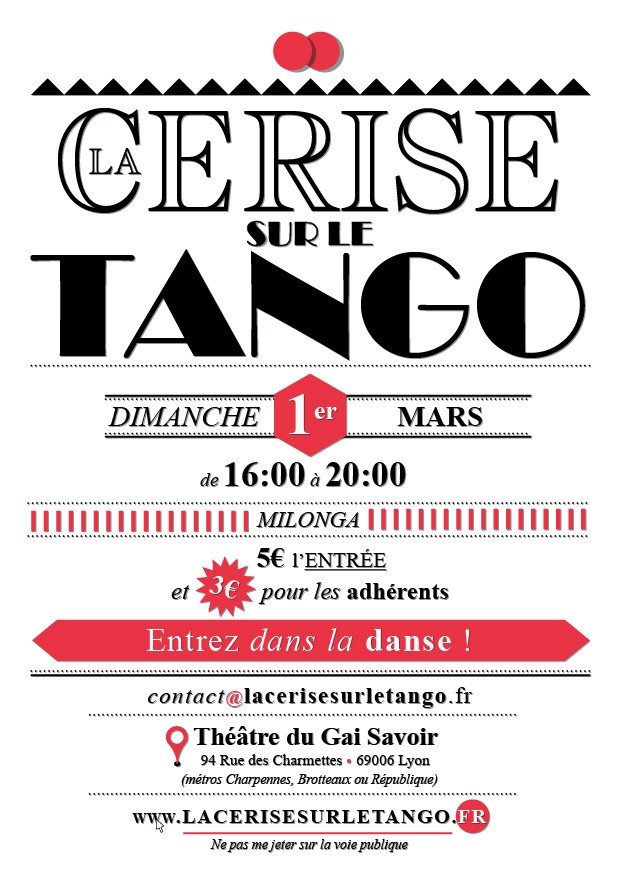 LA CERISE
SUR LE
TANGO
DIMANCHE 1er MARS
de 16:00 à 20:00
MILONGA
5€ l'ENTRÉE
et 3€ pour les adhérents
Entrez dans la danse !
contact@lacerisesurletango.fr
Théâtre du Gai Savoir
94 Rue des Charmettes • 69006 Lyon
(métros Charpennes, Brotteaux ou République)
www.LACERISESURLETANGO.FR
Ne pas me jeter sur la voie publique